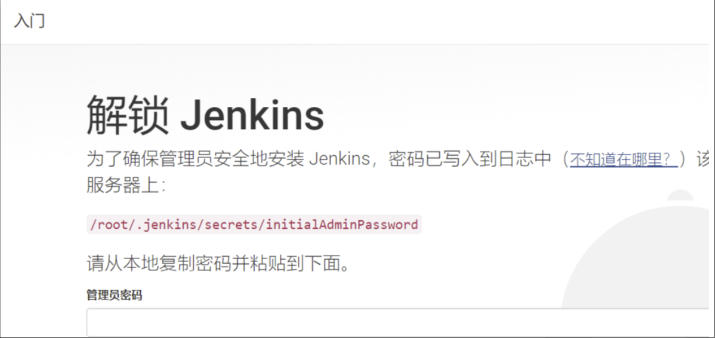 入门
解锁 Jenkins
为了确保管理员安全地安装 Jenkins，密码已写入到日志中（不知道在哪里？）该
服务器上：
/root/.jenkins/secrets/initialAdminPassword
请从本地复制密码并粘贴到下面。
管理员密码